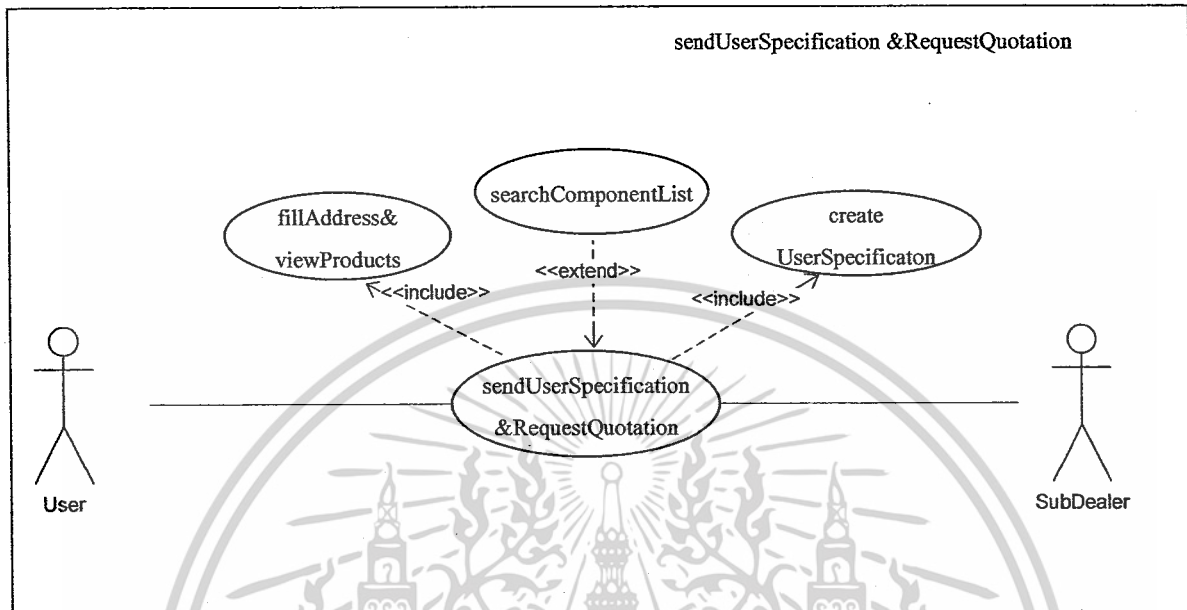 sendUserSpecification &RequestQuotation
searchComponentList
fillAddress&
viewProducts
create
UserSpecificaton
<<extend>>
<<include>>
<<include>>
sendUserSpecification
&RequestQuotation
User
SubDealer